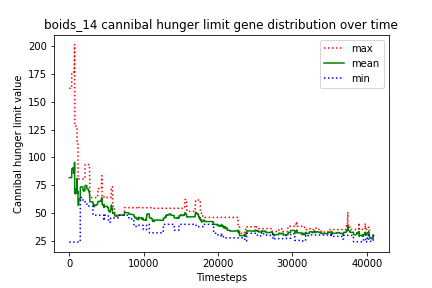 boids_14 cannibal hunger limit gene distribution over time
Cannibal hunger limit value
200
175
150
125
100
75
50
25
max
mean
min
0
10000
20000
30000
40000
Timesteps